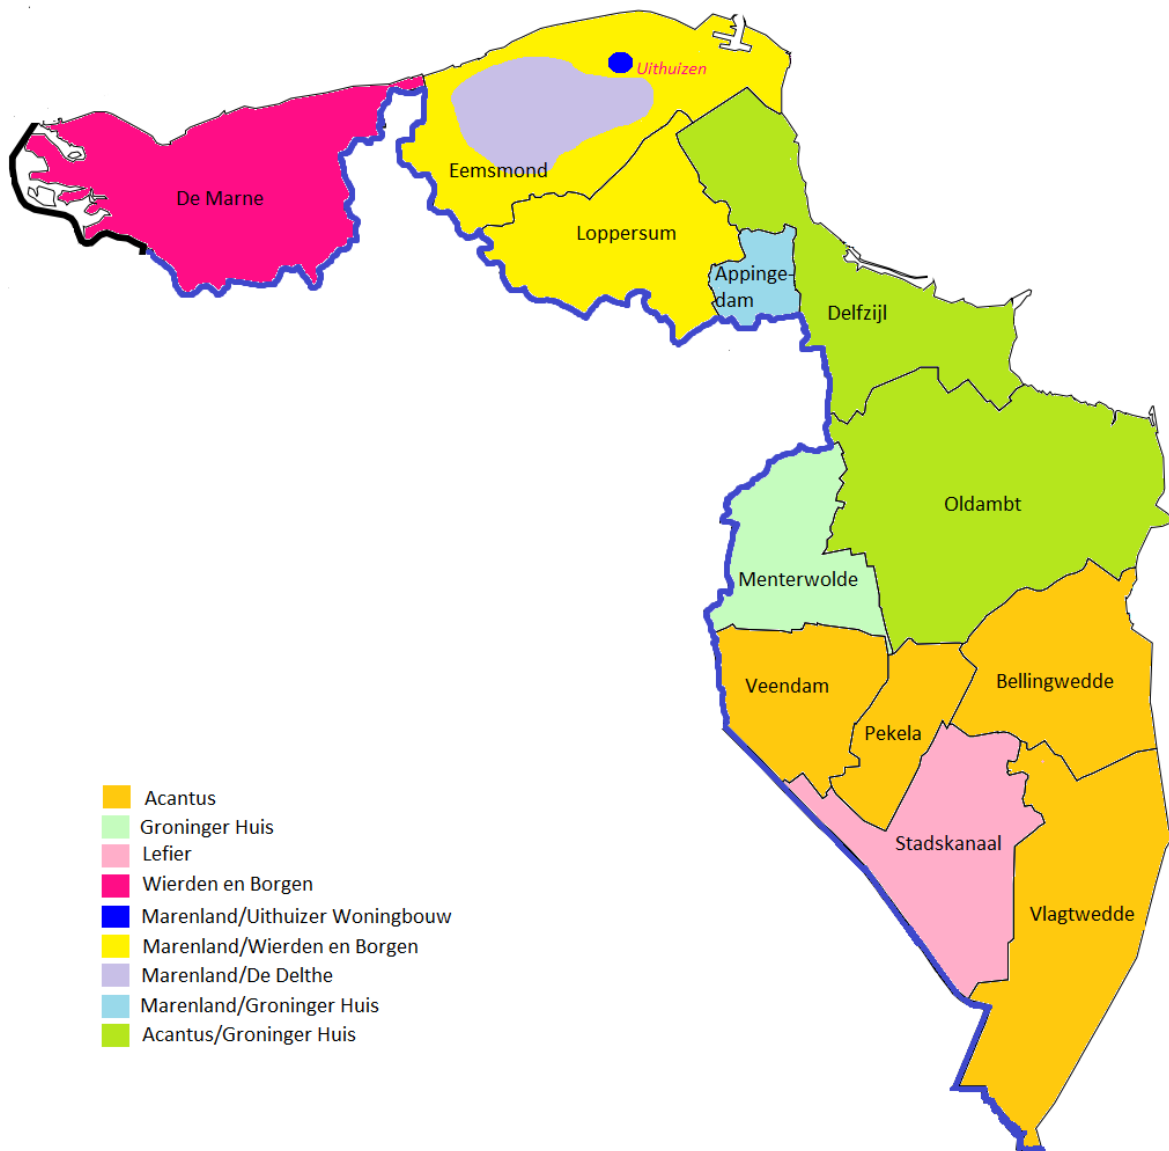 Uithuizen
Eemsmond
De Marne
Loppersum
Appinge-
dam
Delfzijl
Oldambt
Menterwolde
Veendam
Bellingwedde
Pekela
Stadskanaal
Vlagtwedde
Acantus
Groninger Huis
Lefier
Wierden en Borgen
Marenland/Uithuizer Woningbouw
Marenland/Wierden en Borgen
Marenland/De Delthe
Marenland/Groninger Huis
Acantus/Groninger Huis